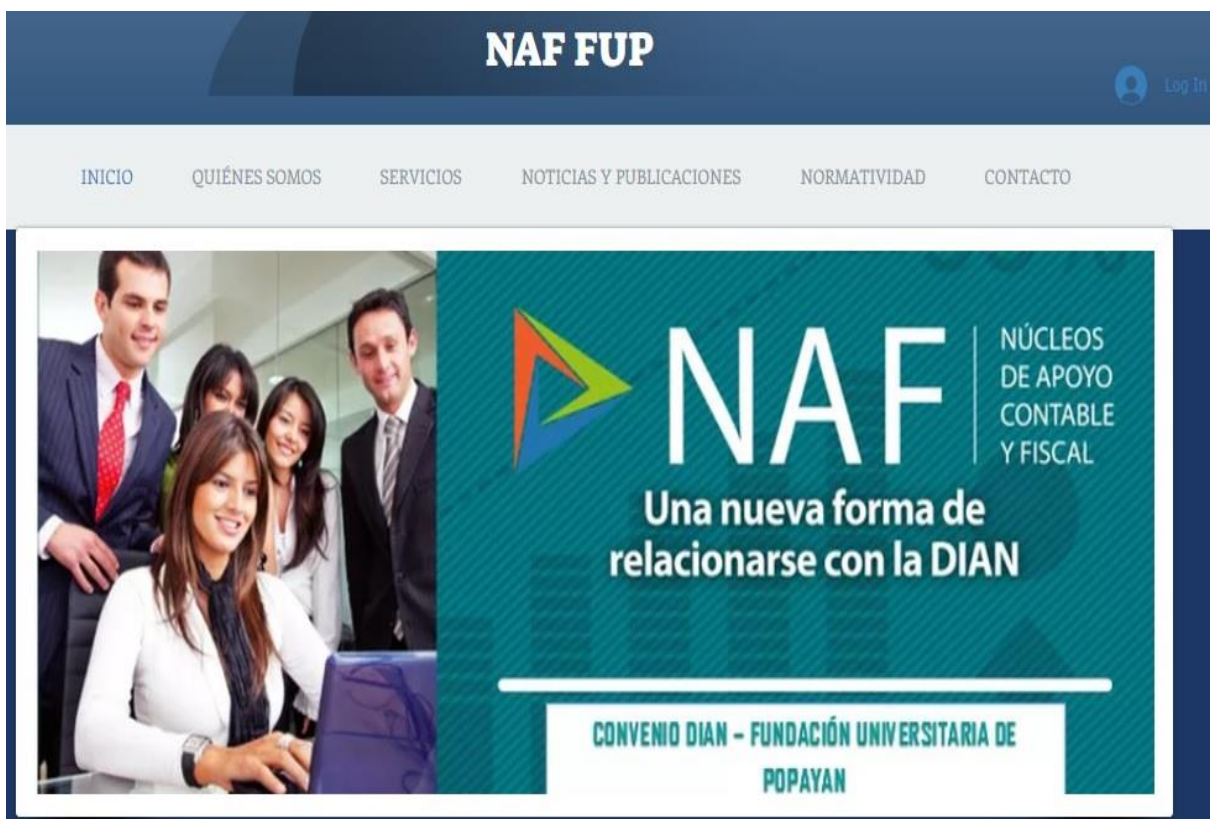 NAF FUP
Log In
INICIO QUIÉNES SOMOS SERVICIOS NOTICIAS Y PUBLICACIONES NORMATIVIDAD CONTACTO
NAF
NÚCLEOS
DE APOYO
CONTABLE
Y FISCAL
Una nueva forma de
relacionarse con la DIAN
CONVENIO DIAN – FUNDACIÓN UNIVERSITARIA DE
POPAYAN